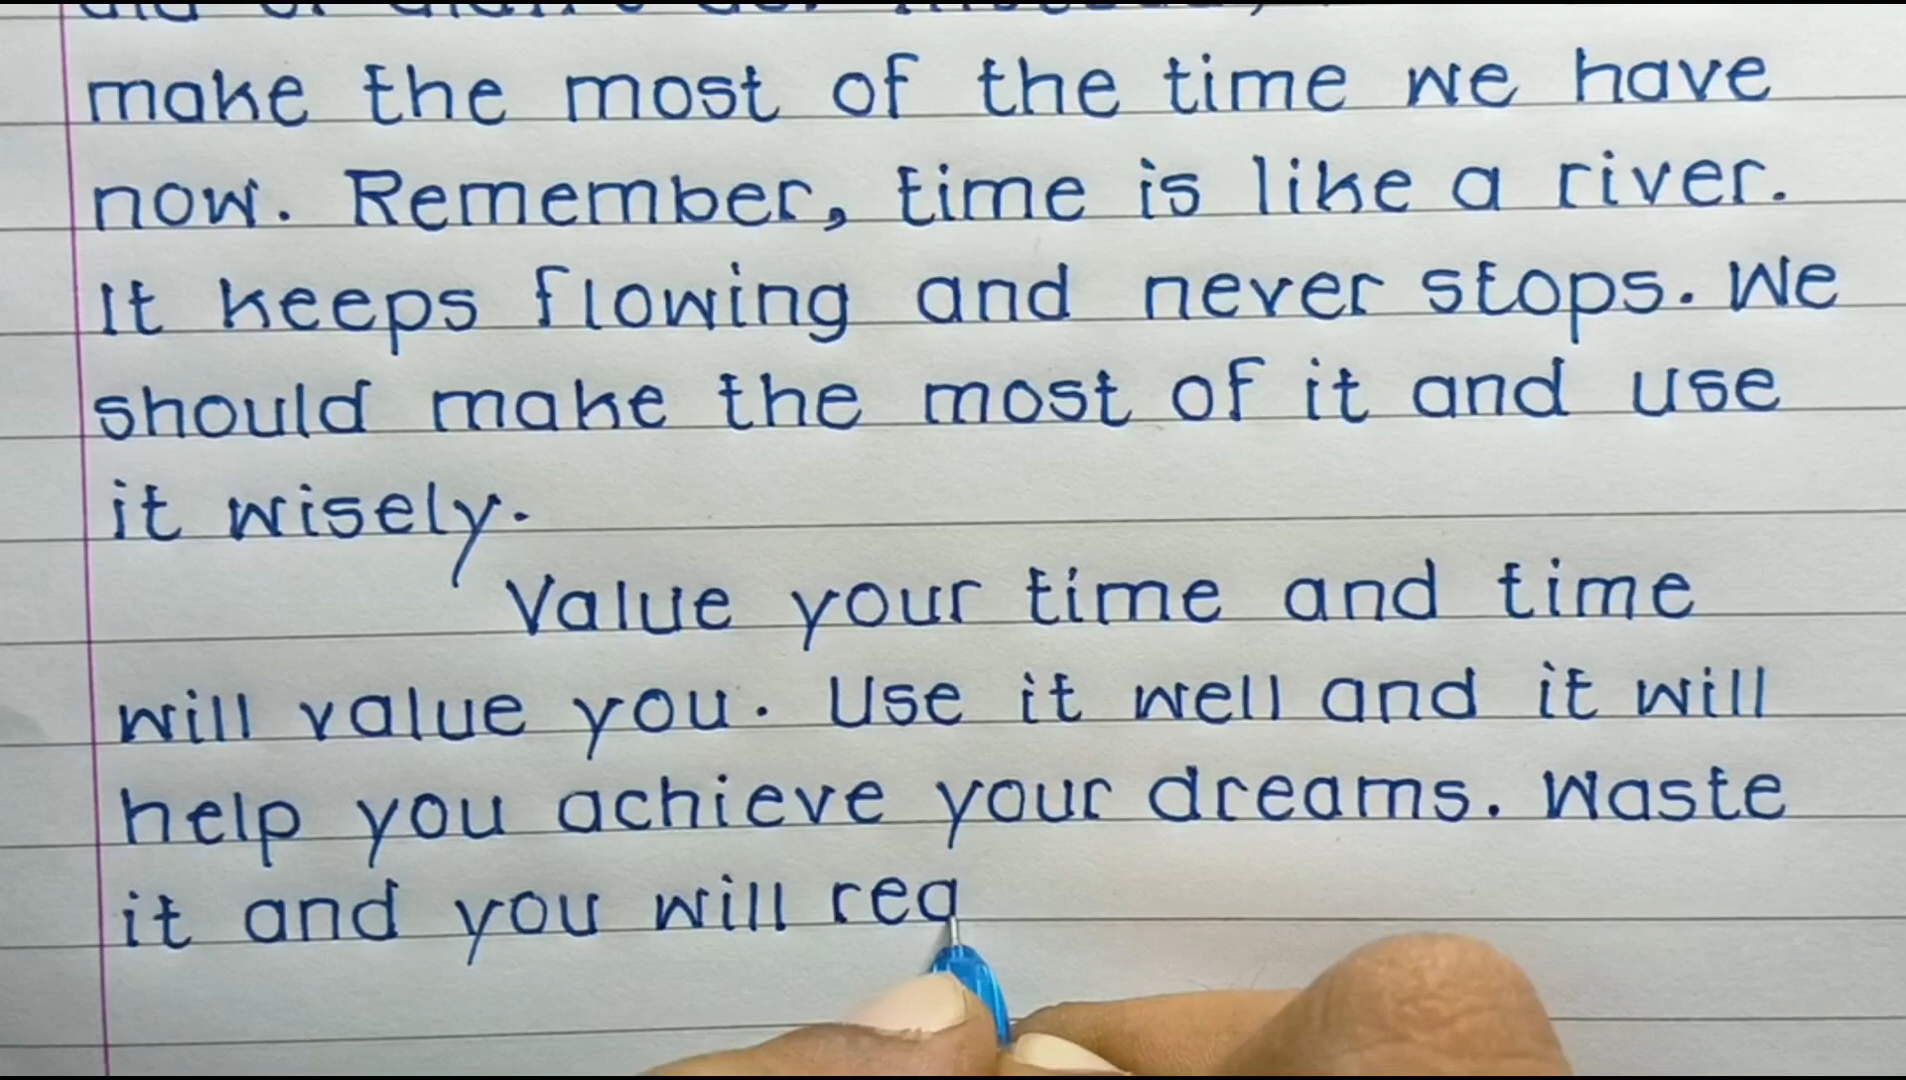 make the most of the time we have
now. Remember, time is like a river.
It keeps flowing and never stops. We
should make the most of it and use
it wisely.
Value your time and time
will value you. Use it well and it will
help you achieve your dreams. Waste
it and you will reg